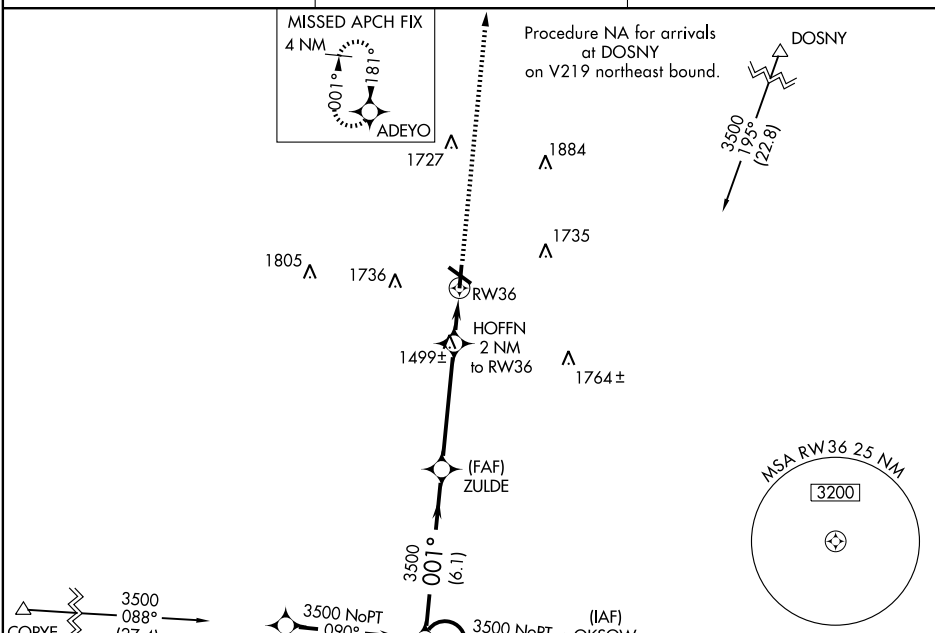 MISSED APCH FIX
4 NM
001°
181°
ADEYO
Procedure NA for arrivals
at DOSNY
on V219 northeast bound.
DOSNY
3500
195°
(22.8)
1727
1884
1735
1805
1736
RW36
HOFFN
2 NM
to RW36
1499±
1764±
(FAF)
ZULDE
MSA RW36 25 NM
3200
3500
001°
(6.1)
3500
088°
3500 NoPT
090°
3500 NoPT
(IAF)